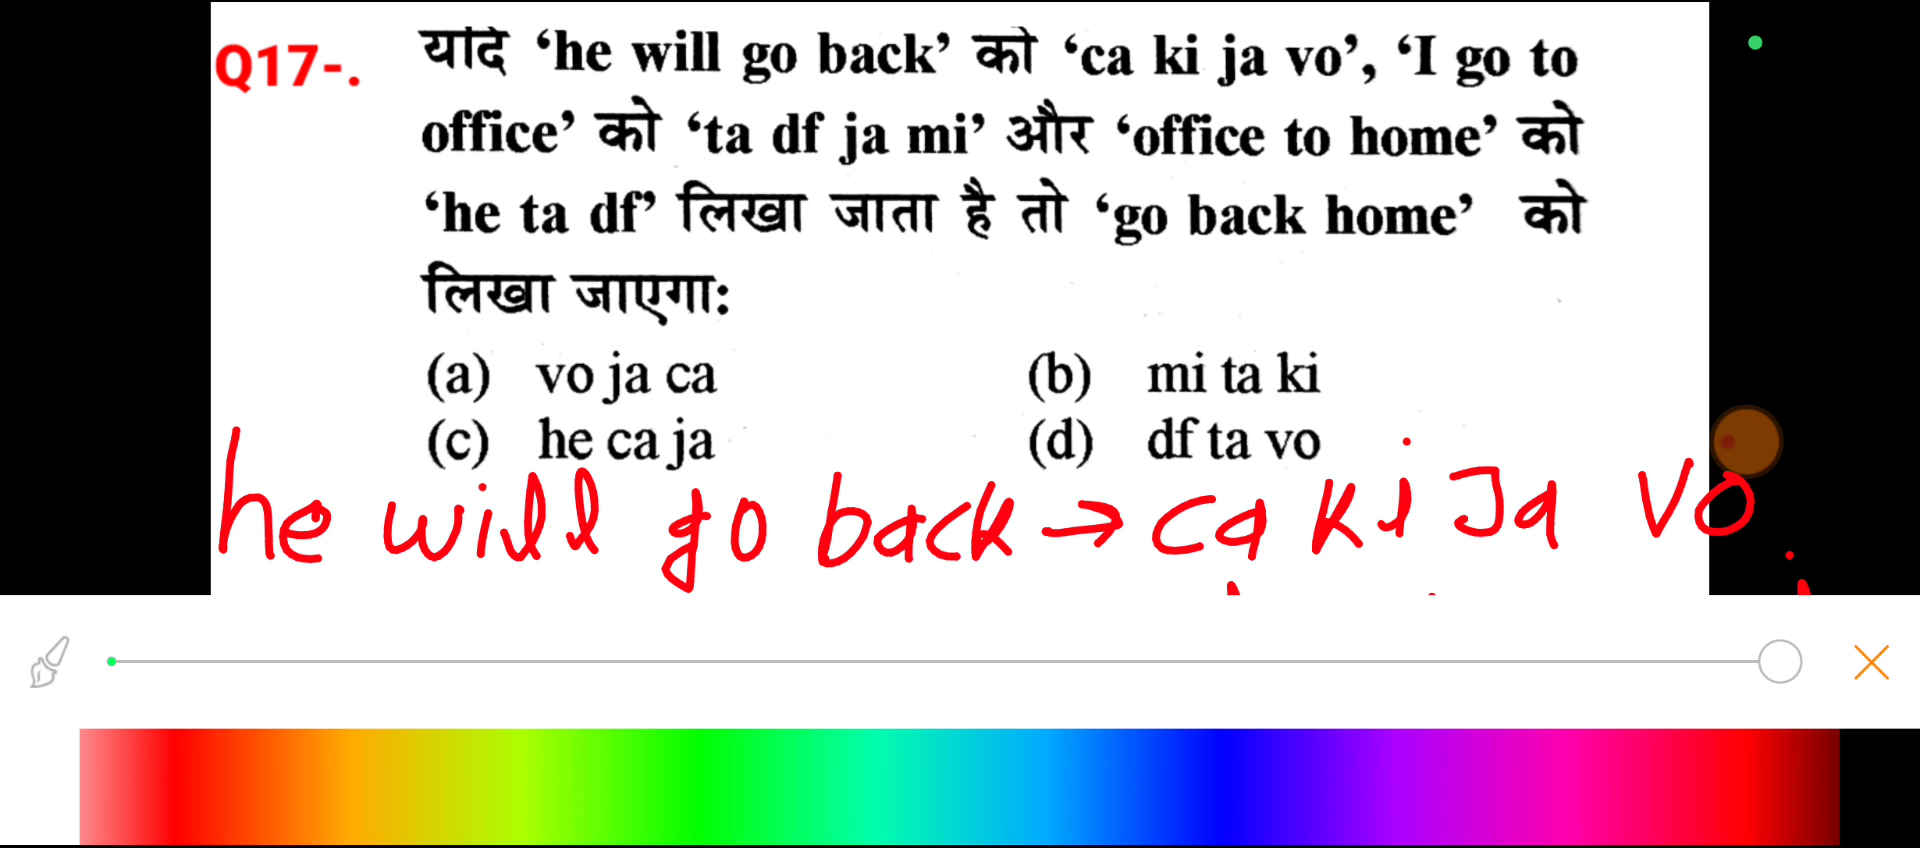 Q17-. यदि ‘he will go back’ को ‘ca ki ja vo’, ‘I go to
office’ को ‘ta df ja mi’ और ‘office to home’ को
‘he ta df’ लिखा जाता है तो ‘go back home’ को
लिखा जाएगा:
(a) vo ja ca (b) mi ta ki
(c) he ca ja (d) df ta vo
he will go back → ca ki Ja vo